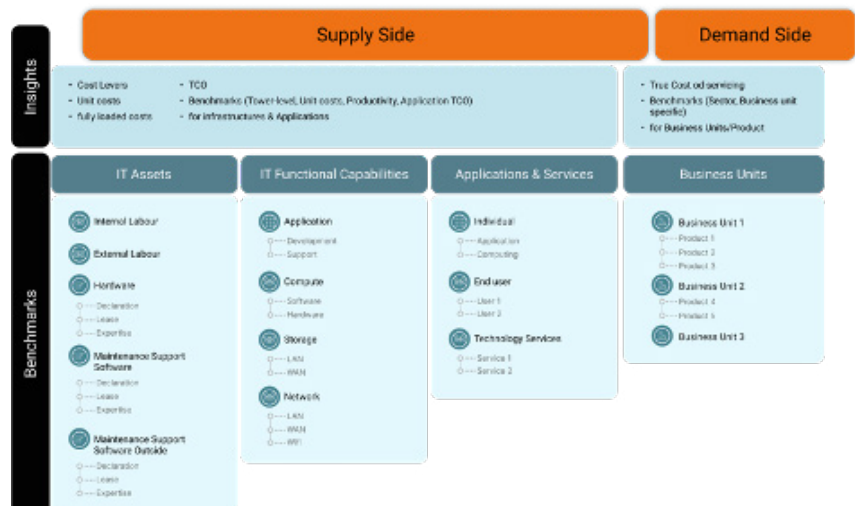 Supply Side
Demand Side
Insights
- Cost Levers
- Unit costs
- fully loaded costs
- TCO
- Benchmarks (Tower-level, Unit costs, Productivity, Application TCO)
- for infrastructures & Applications
- True Cost od servicing
- Benchmarks (Sector, Business unit
specific)
- for Business Units/Product
Benchmarks
IT Assets
Internal Labour
External Labour
Hardware
Declaration
Lease
Expertise
Maintenance Support
Software
Declaration
Lease
Expertise
Maintenance Support
Software Outside
Declaration
Lease
Expertise
IT Functional Capabilities
Application
Development
Support
Compute
Software
Hardware
Storage
LAN
WAN
Network
LAN
WAN
WiFi
Applications & Services
Individual
Application
Computing
End user
User 1
User 2
Technology Services
Service 1
Service 2
Business Units
Business Unit 1
Product 1
Product 2
Product 3
Business Unit 2
Product 4
Product 5
Business Unit 3